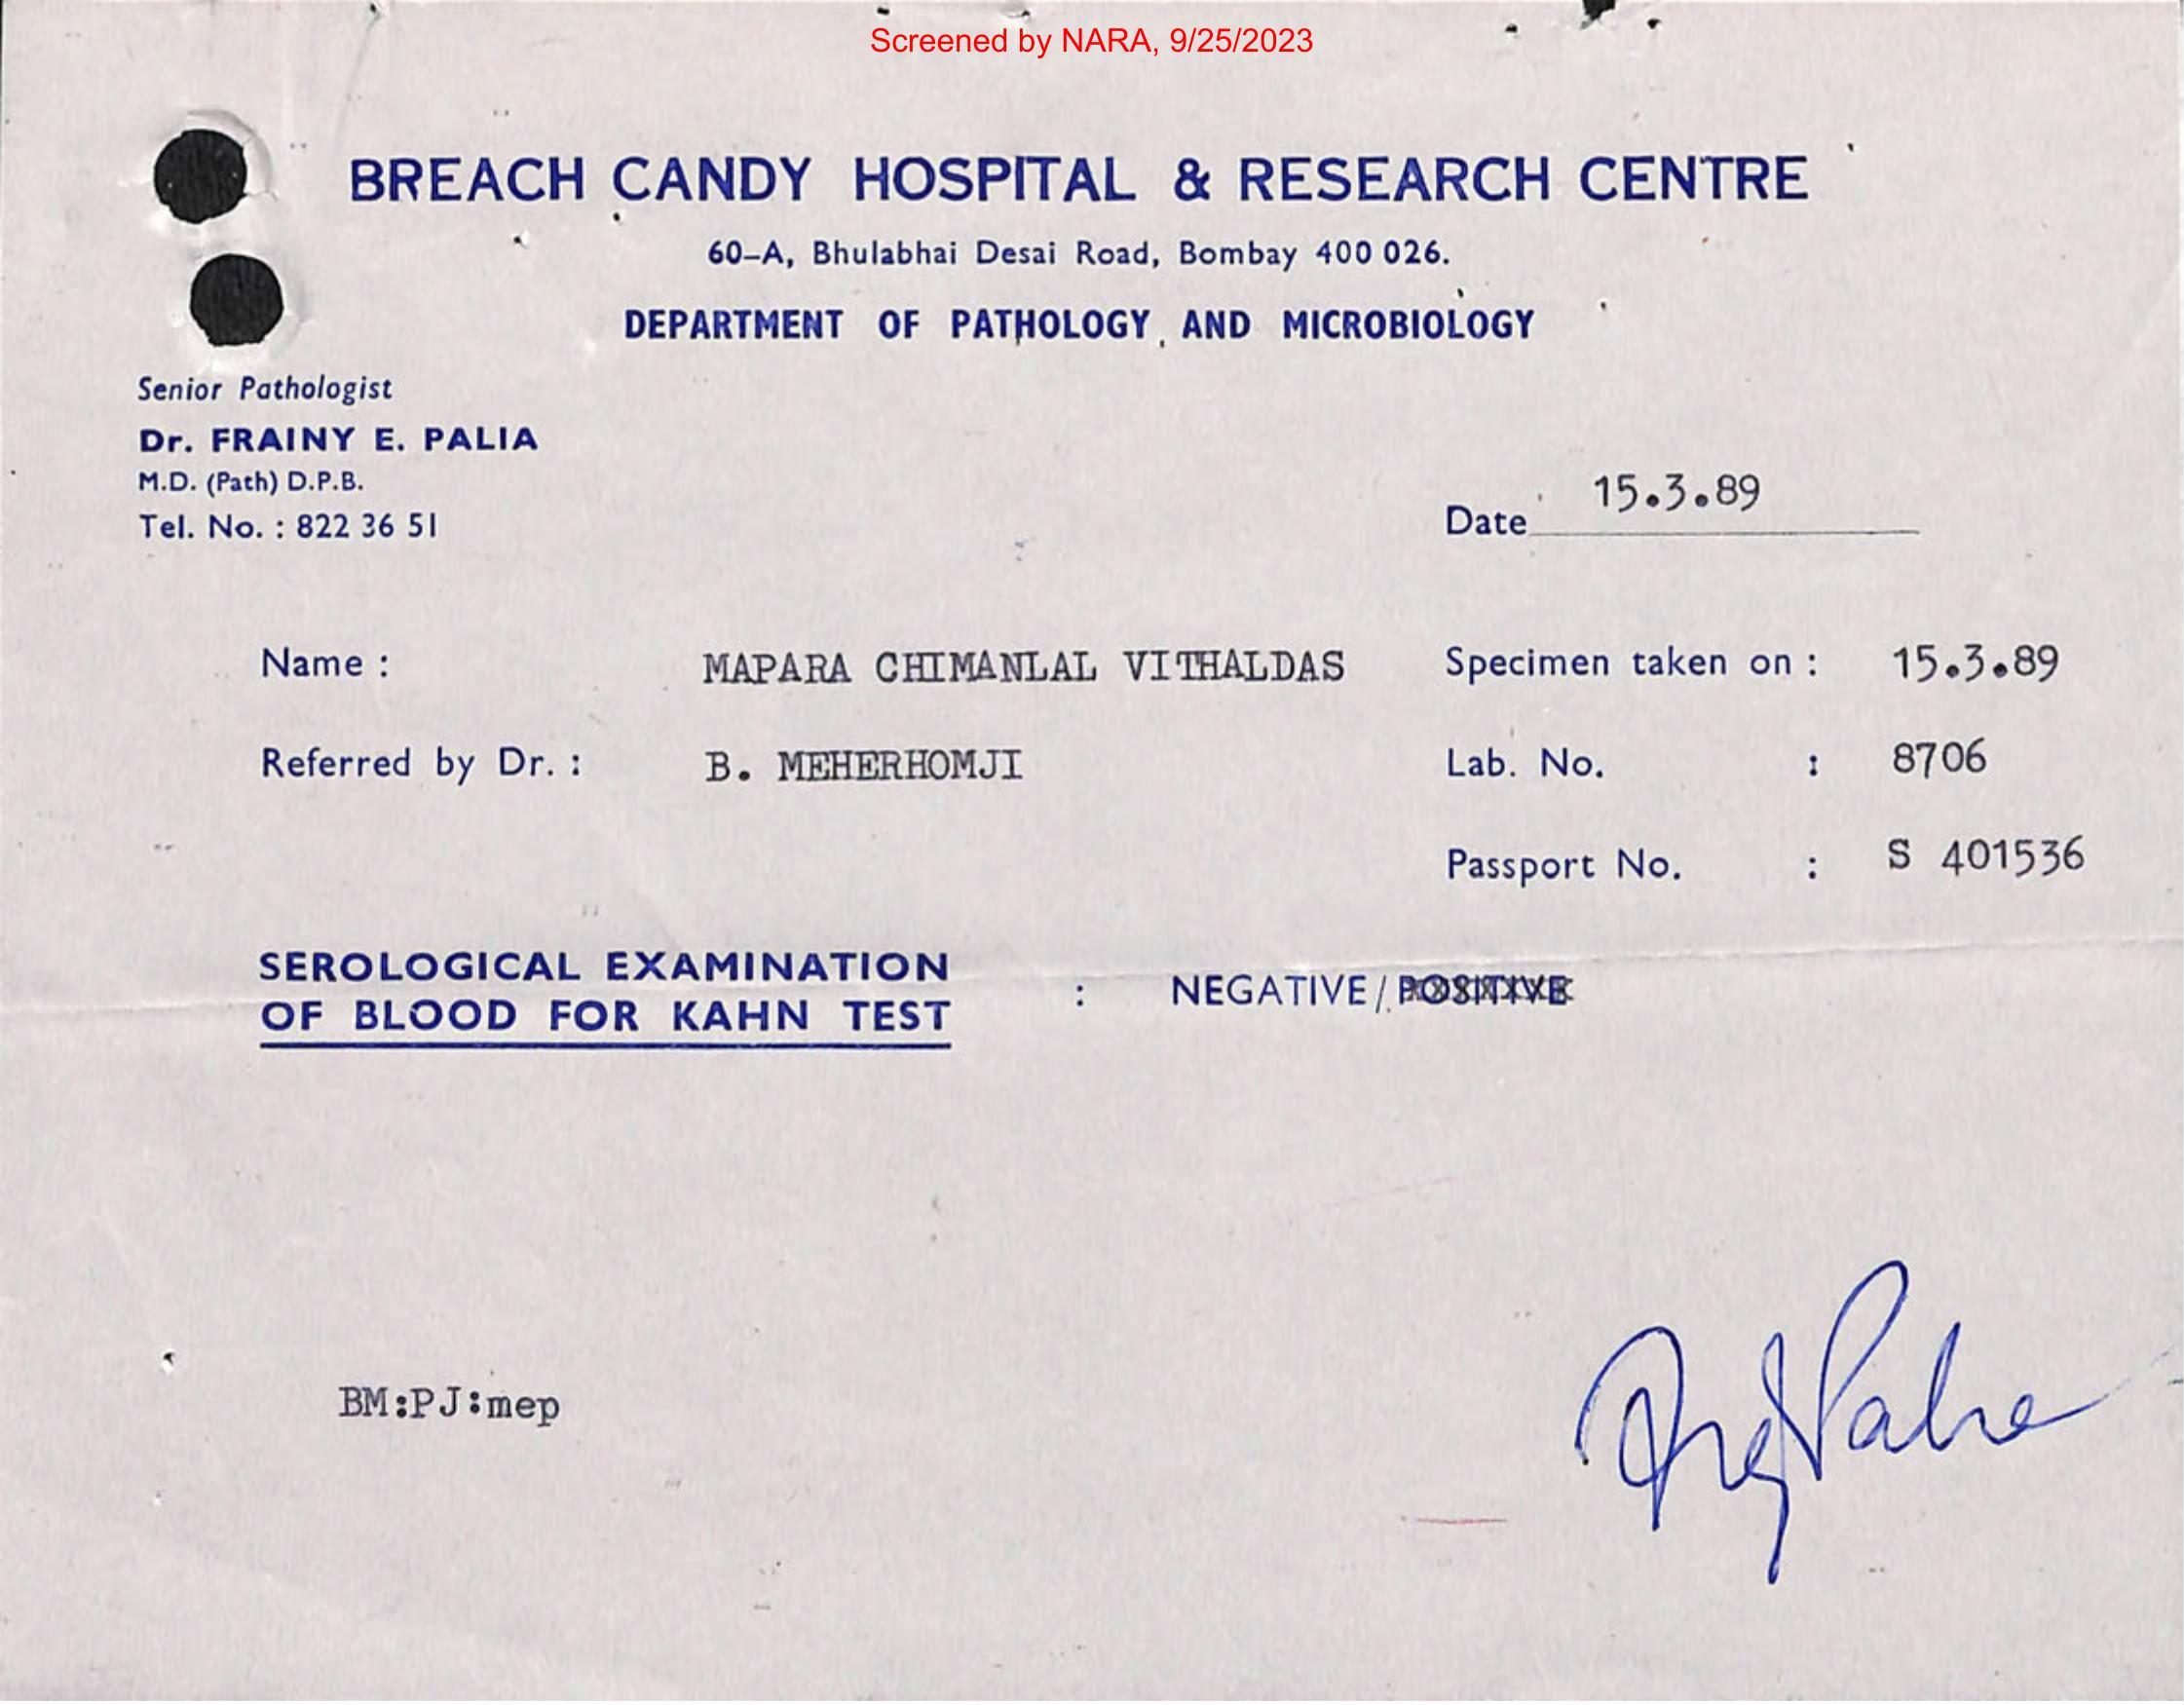 Screened by NARA, 9/25/2023
BREACH CANDY HOSPITAL & RESEARCH CENTRE
60-A, Bhulabhai Desai Road, Bombay 400 026.
DEPARTMENT OF PATHOLOGY AND MICROBIOLOGY
Senior Pathologist
Dr. FRAINY E. PALIA
M.D. (Path) D.P.B.
Tel. No. : 822 36 51
Date 15.3.89
Name : MAPARA CHIMANLAL VITHALDAS Specimen taken on : 15.3.89
Referred by Dr. : B. MEHERHOMJI Lab. No. : 8706
Passport No. : S 401536
SEROLOGICAL EXAMINATION
OF BLOOD FOR KAHN TEST : NEGATIVE / POSITIVE
BM:PJ:mep